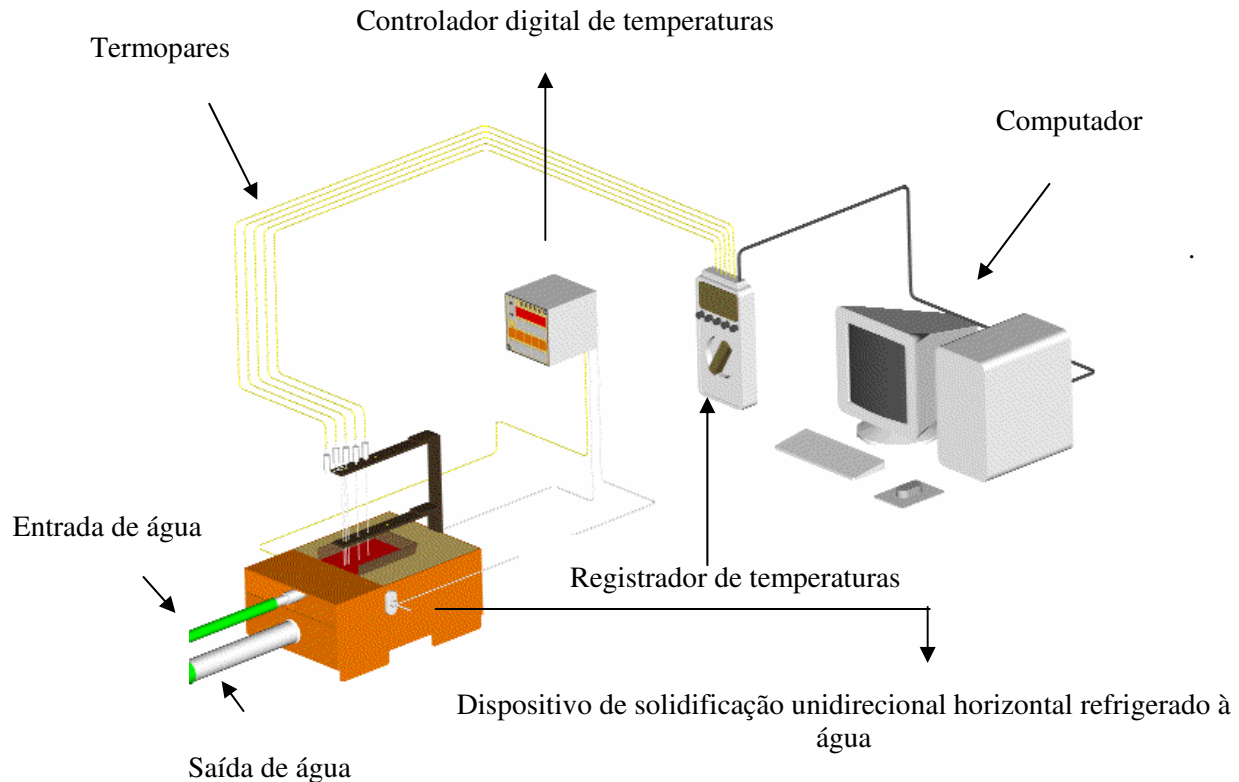 Controlador digital de temperaturas
Termopares
Computador
.
Entrada de água
Registrador de temperaturas
Dispositivo de solidificação unidirecional horizontal refrigerado à
água
Saída de água